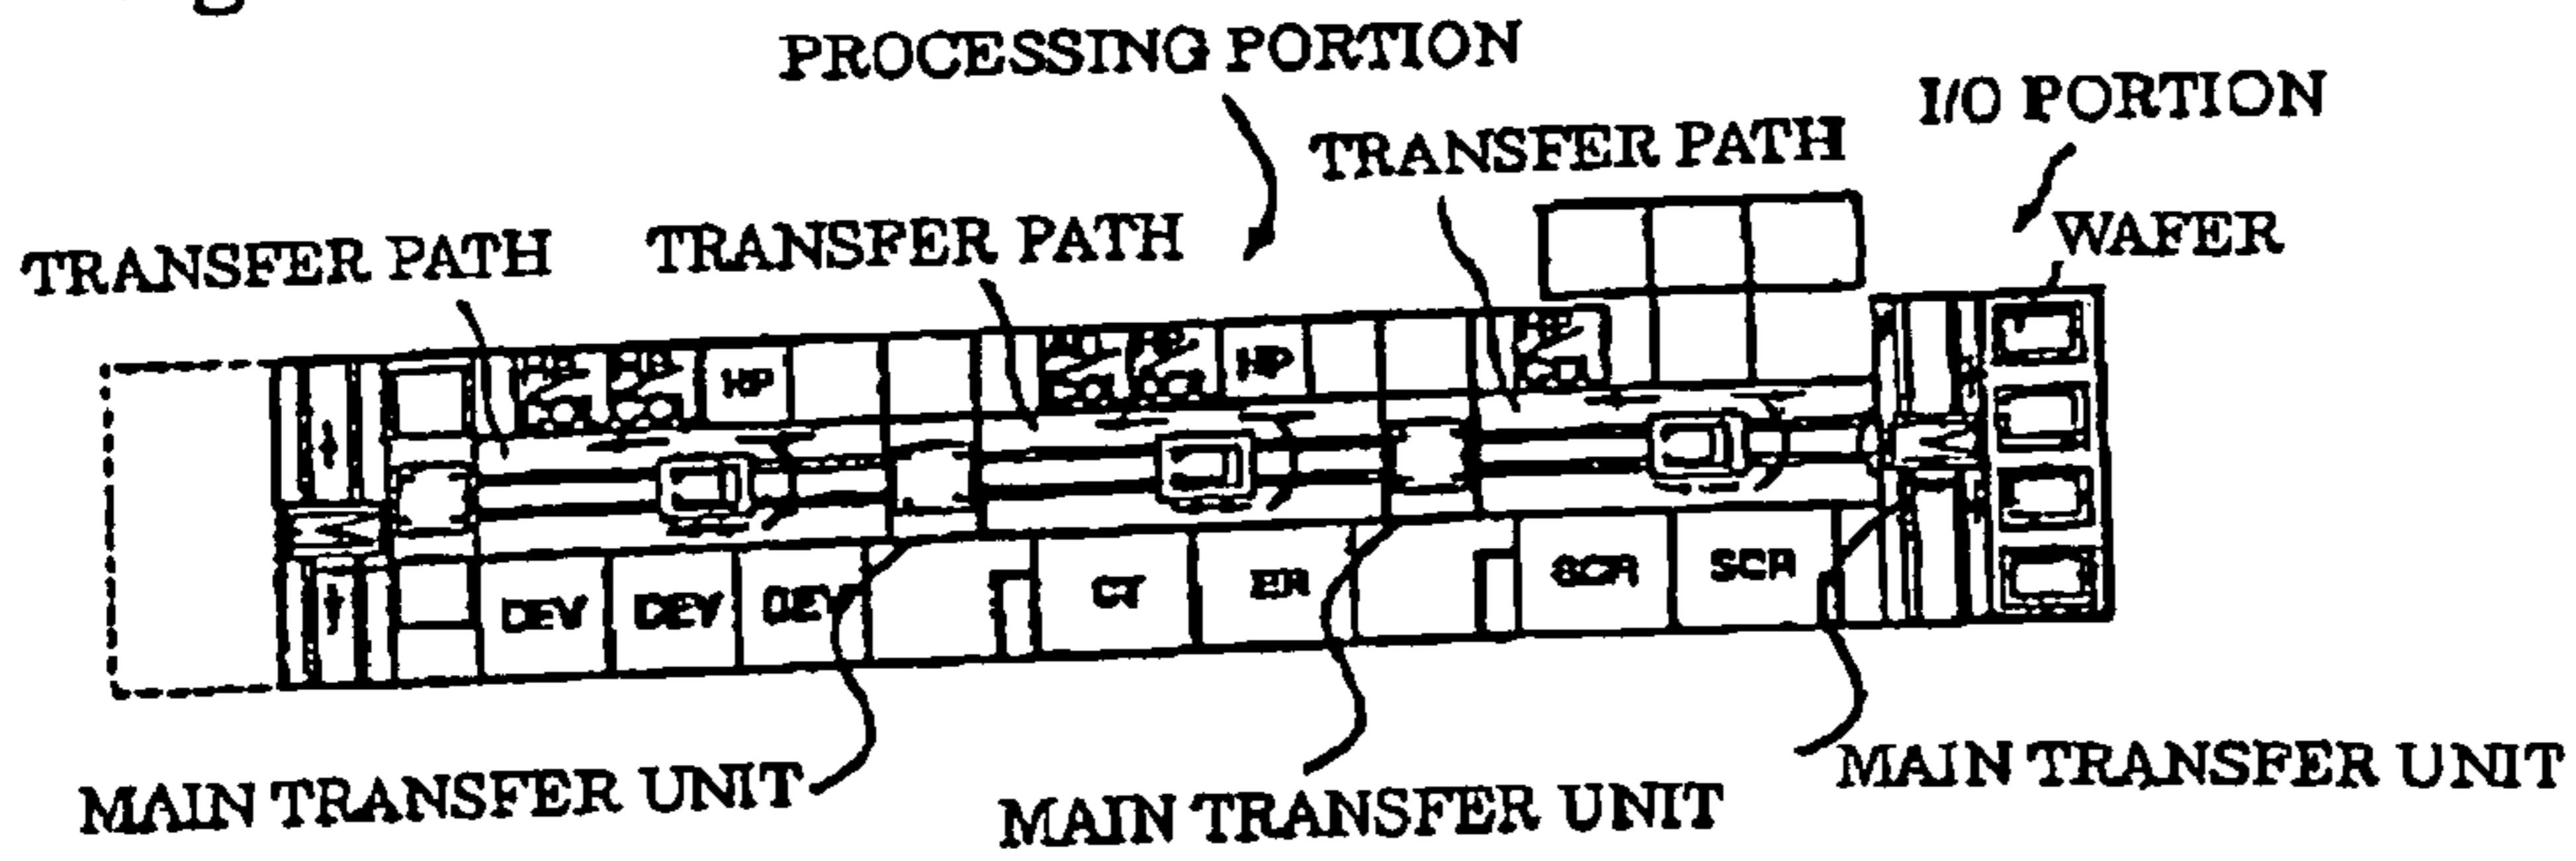 PROCESSING PORTION
I/O PORTION
TRANSFER PATH
WAFER
TRANSFER PATH
TRANSFER PATH
HP
HP
DEV
DEV
DEV
CT
ER
SCR
SCR
MAIN TRANSFER UNIT
MAIN TRANSFER UNIT
MAIN TRANSFER UNIT